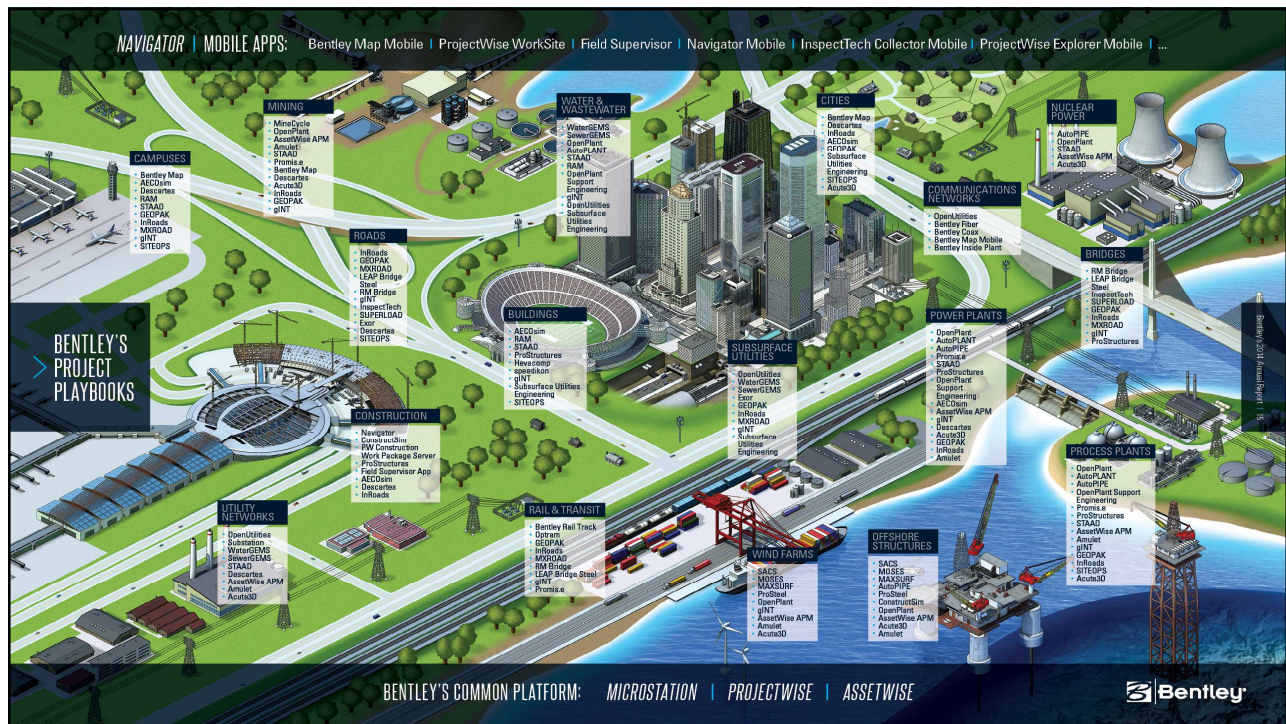 NAVIGATOR | MOBILE APPS: Bentley Map Mobile | ProjectWise WorkSite | Field Supervisor | Navigator Mobile | InspectTech Collector Mobile | ProjectWise Explorer Mobile | ...
MINING
• MineCycle
• OpenPlant
• AssetWise APM
• Amulet
• STAAD
• Promis.e
• Bentley Map
• Descartes
• Acute3D
• InRoads
• GEOPAK
• gINT
WATER &
WASTEWATER
• WaterGEMS
• SewerGEMS
• OpenPlant
• AutoPLANT
• STAAD
• RAM
• OpenPlant
Support
Engineering
• gINT
• OpenUtilities
• Subsurface
Utilities
Engineering
CITIES
• Bentley Map
• Descartes
• InRoads
• AECOsim
• GEOPAK
• Subsurface
Utilities
Engineering
• SITEOPS
• Acute3D
NUCLEAR
POWER
• AutoPIPE
• OpenPlant
• STAAD
• AssetWise APM
• Acute3D
CAMPUSES
• Bentley Map
• AECOsim
• Descartes
• RAM
• STAAD
• GEOPAK
• InRoads
• MXROAD
• gINT
• SITEOPS
COMMUNICATIONS
NETWORKS
• OpenUtilities
• Bentley Fiber
• Bentley Coax
• Bentley Map Mobile
• Bentley Inside Plant
ROADS
• InRoads
• GEOPAK
• MXROAD
• LEAP Bridge
Steel
• RM Bridge
• gINT
• InspectTech
• SUPERLOAD
• Exor
• Descartes
• SITEOPS
BRIDGES
• RM Bridge
• LEAP Bridge
Steel
• InspectTech
• SUPERLOAD
• GEOPAK
• InRoads
• MXROAD
• gINT
• ProStructures
BENTLEY'S
PROJECT
PLAYBOOKS
BUILDINGS
• AECOsim
• RAM
• STAAD
• ProStructures
• Hevacomp
• speedikon
• gINT
• Subsurface Utilities
Engineering
• SITEOPS
SUBSURFACE
UTILITIES
• OpenUtilities
• WaterGEMS
• SewerGEMS
• Exor
• GEOPAK
• InRoads
• MXROAD
• gINT
• Subsurface
Utilities
Engineering
POWER PLANTS
• OpenPlant
• AutoPLANT
• AutoPIPE
• Promis.e
• STAAD
• ProStructures
• OpenPlant
Support
Engineering
• AECOsim
• AssetWise APM
• gINT
• Descartes
• Acute3D
• GEOPAK
• InRoads
• Amulet
Bentley's 2014 Annual Report | 15
CONSTRUCTION
• Navigator
• ConstructSim
• PW Construction
Work Package Server
• ProStructures
• Field Supervisor App
• AECOsim
• Descartes
• InRoads
PROCESS PLANTS
• OpenPlant
• AutoPLANT
• AutoPIPE
• OpenPlant Support
Engineering
• Promis.e
• ProStructures
• STAAD
• AssetWise APM
• Amulet
• gINT
• GEOPAK
• InRoads
• SITEOPS
• Acute3D
UTILITY
NETWORKS
• OpenUtilities
• Substation
• WaterGEMS
• SewerGEMS
• STAAD
• Descartes
• AssetWise APM
• Amulet
• Acute3D
RAIL & TRANSIT
• Bentley Rail Track
• Optram
• GEOPAK
• InRoads
• MXROAD
• RM Bridge
• LEAP Bridge Steel
• gINT
• Promis.e
WIND FARMS
• SACS
• MOSES
• MAXSURF
• ProSteel
• OpenPlant
• gINT
• AssetWise APM
• Amulet
• Acute3D
OFFSHORE
STRUCTURES
• SACS
• MOSES
• MAXSURF
• AutoPIPE
• ProSteel
• ConstructSim
• OpenPlant
• AssetWise APM
• Acute3D
• Amulet
BENTLEY'S COMMON PLATFORM: MICROSTATION | PROJECTWISE | ASSETWISE
Bentley